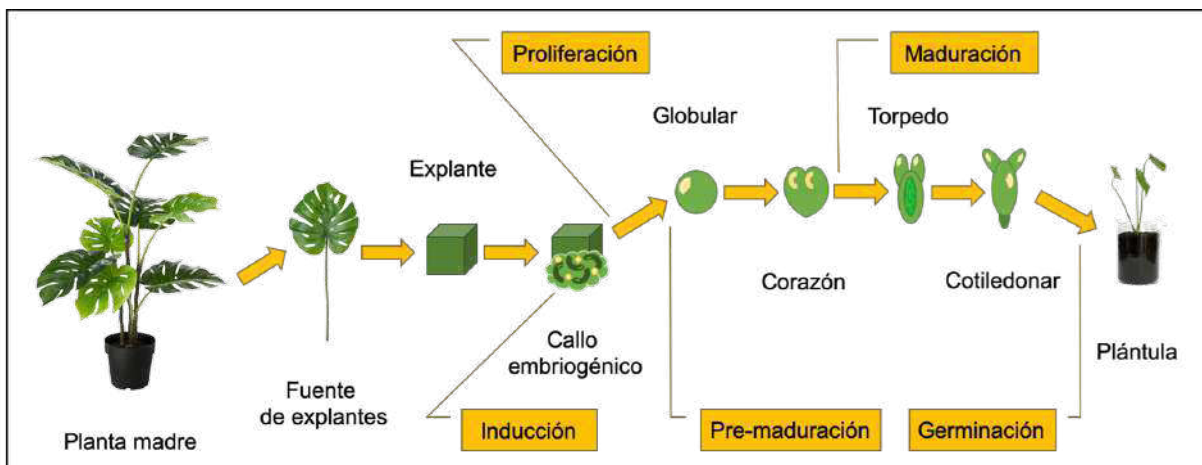 Proliferación
Maduración
Globular
Torpedo
Explante
Corazón
Cotiledonar
Callo
embriogénico
Plántula
Fuente
de explantes
Planta madre
Inducción
Pre-maduración
Germinación